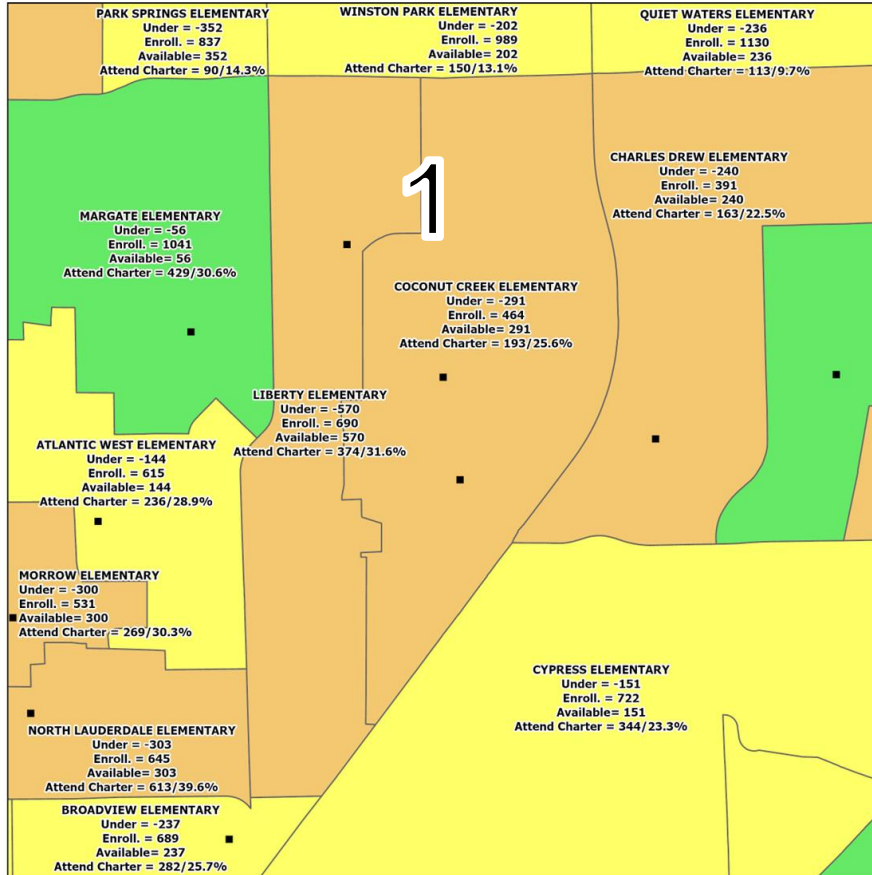 PARK SPRINGS ELEMENTARY
Under = -352
Enroll. = 837
Available= 352
Attend Charter = 90/14.3%
WINSTON PARK ELEMENTARY
Under = -202
Enroll. = 989
Available= 202
Attend Charter = 150/13.1%
QUIET WATERS ELEMENTARY
Under = -236
Enroll. = 1130
Available= 236
Attend Charter = 113/9.7%
1
CHARLES DREW ELEMENTARY
Under = -240
Enroll. = 391
Available= 240
Attend Charter = 163/22.5%
MARGATE ELEMENTARY
Under = -56
Enroll. = 1041
Available= 56
Attend Charter = 429/30.6%
COCONUT CREEK ELEMENTARY
Under = -291
Enroll. = 464
Available= 291
Attend Charter = 193/25.6%
LIBERTY ELEMENTARY
Under = -570
Enroll. = 690
Available= 570
Attend Charter = 374/31.6%
ATLANTIC WEST ELEMENTARY
Under = -144
Enroll. = 615
Available= 144
Attend Charter = 236/28.9%
MORROW ELEMENTARY
Under = -300
Enroll. = 531
Available= 300
Attend Charter = 269/30.3%
CYPRESS ELEMENTARY
Under = -151
Enroll. = 722
Available= 151
Attend Charter = 344/23.3%
NORTH LAUDERDALE ELEMENTARY
Under = -303
Enroll. = 645
Available= 303
Attend Charter = 613/39.6%
BROADVIEW ELEMENTARY
Under = -237
Enroll. = 689
Available= 237
Attend Charter = 282/25.7%